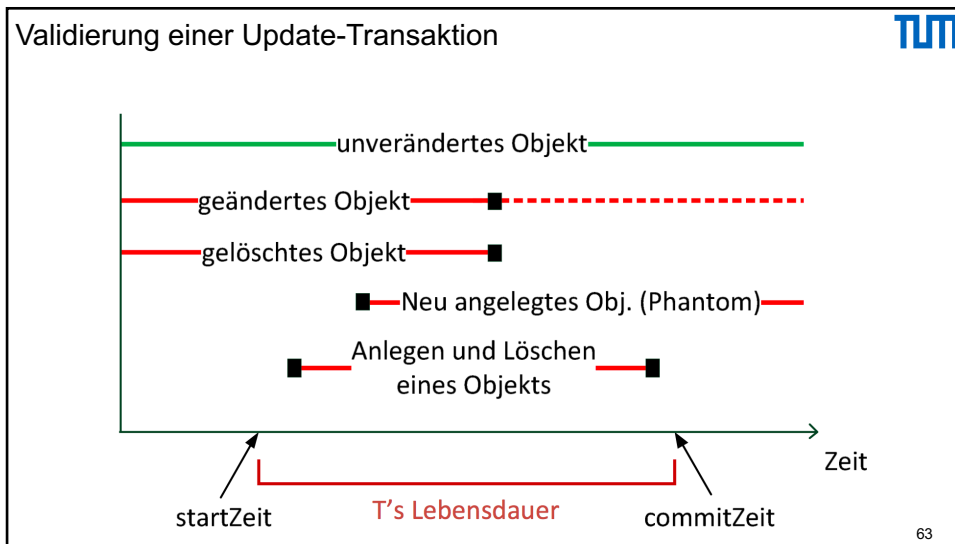 Validierung einer Update-Transaktion
TUM
unverändertes Objekt
geändertes Objekt
gelöschtes Objekt
Neu angelegtes Obj. (Phantom)
Anlegen und Löschen
eines Objekts
Zeit
startZeit
T's Lebensdauer
commitZeit
63